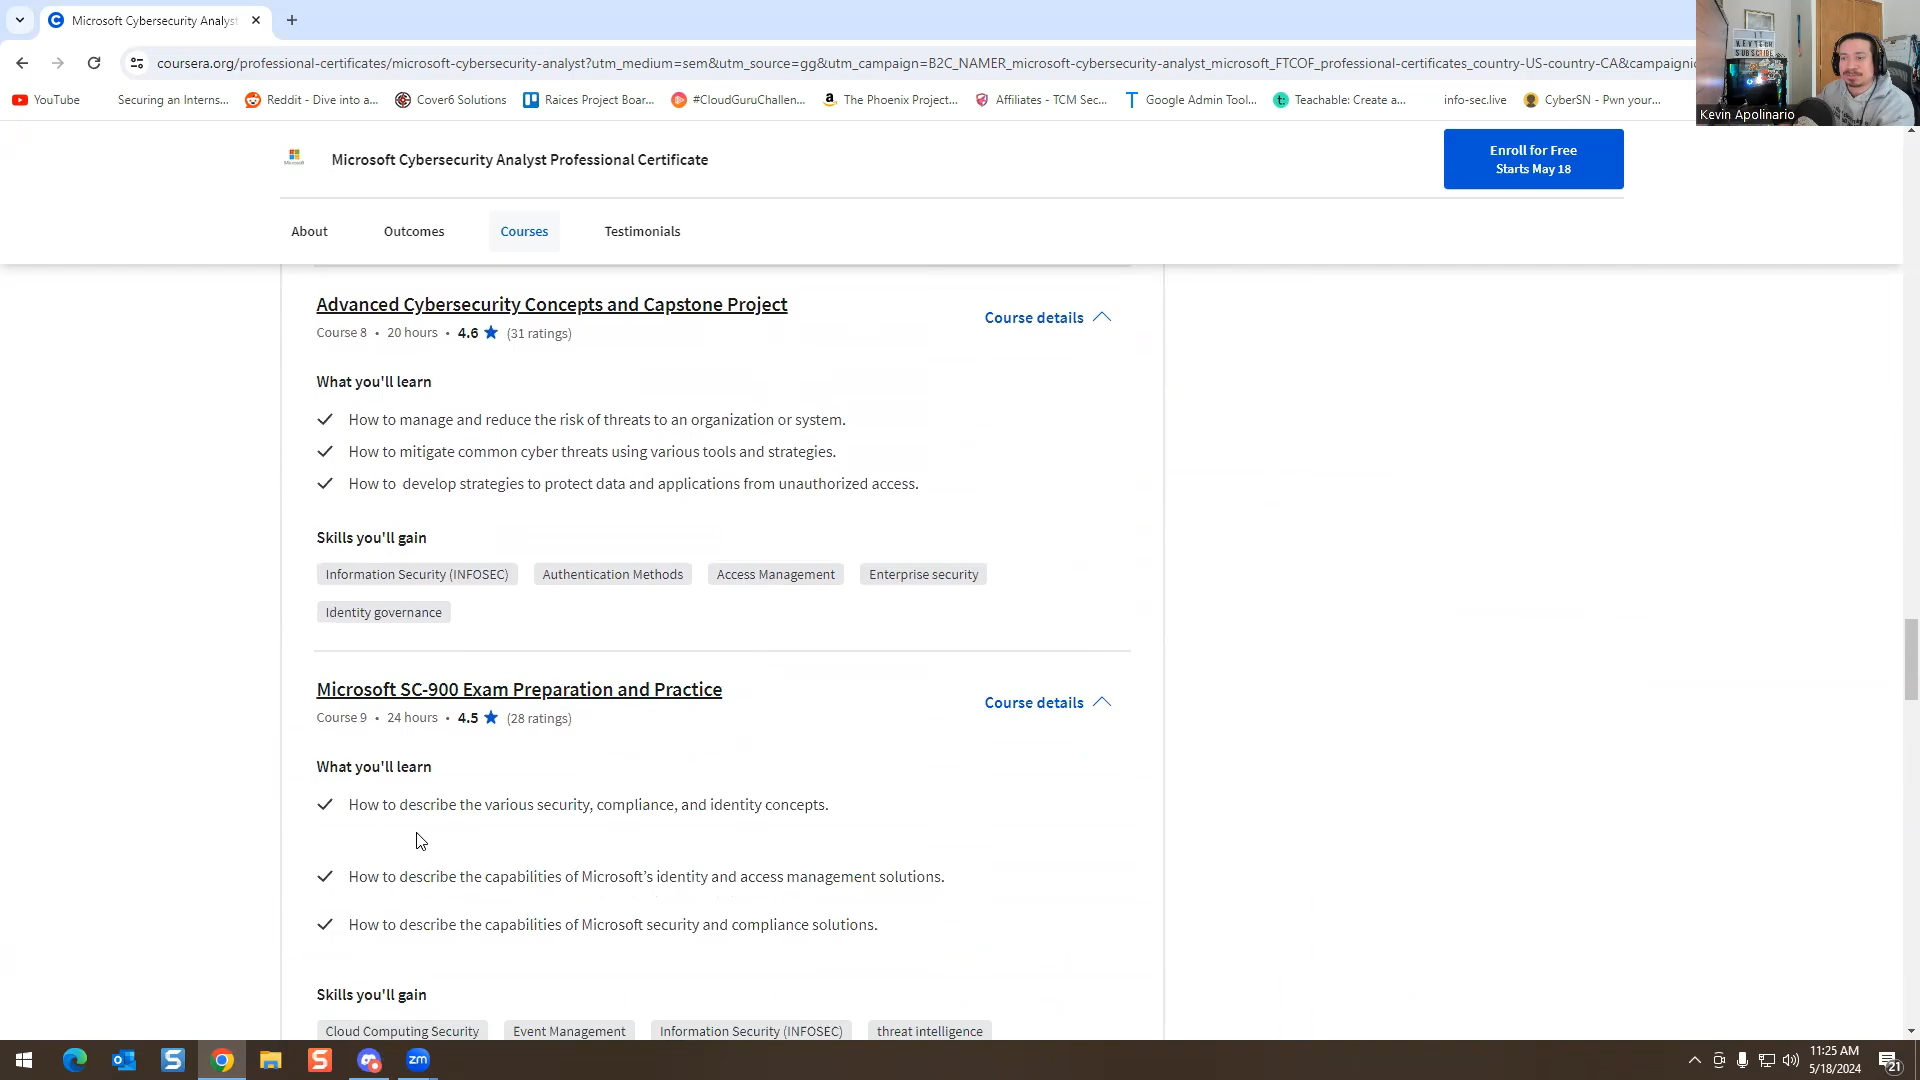 Microsoft Cybersecurity Analyst
coursera.org/professional-certificates/microsoft-cybersecurity-analyst?utm_medium=sem&utm_source=gg&utm_campaign=B2C_NAMER_microsoft-cybersecurity-analyst_microsoft_FTCOF_professional-certificates_country-US-country-CA&campaignid
YouTube
Securing an Interns...
Reddit - Dive into a...
Cover6 Solutions
Raices Project Boar...
#CloudGuruChallen...
The Phoenix Project...
Affiliates - TCM Sec...
Google Admin Tool...
Teachable: Create a...
info-sec.live
CyberSN - Pwn your...
IT
KEVTECH
SUBSCRIBE
Kevin Apolinario
Microsoft
Microsoft Cybersecurity Analyst Professional Certificate
Enroll for Free
Starts May 18
About
Outcomes
Courses
Testimonials
Advanced Cybersecurity Concepts and Capstone Project
Course details
Course 8 • 20 hours • 4.6 ★ (31 ratings)
What you'll learn
How to manage and reduce the risk of threats to an organization or system.
How to mitigate common cyber threats using various tools and strategies.
How to  develop strategies to protect data and applications from unauthorized access.
Skills you'll gain
Information Security (INFOSEC)
Authentication Methods
Access Management
Enterprise security
Identity governance
Microsoft SC-900 Exam Preparation and Practice
Course details
Course 9 • 24 hours • 4.5 ★ (28 ratings)
What you'll learn
How to describe the various security, compliance, and identity concepts.
How to describe the capabilities of Microsoft’s identity and access management solutions.
How to describe the capabilities of Microsoft security and compliance solutions.
Skills you'll gain
Cloud Computing Security
Event Management
Information Security (INFOSEC)
threat intelligence
zm
11:25 AM
5/18/2024
21